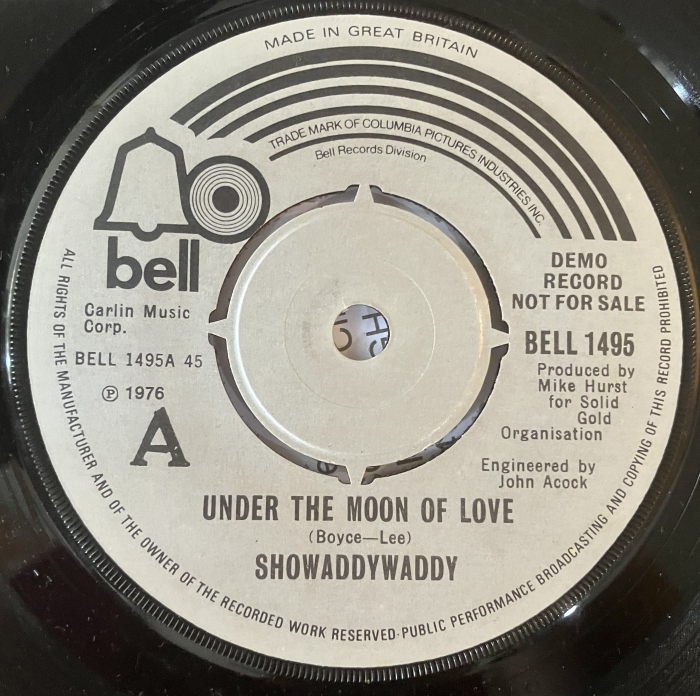 MADE IN GREAT BRITAIN
TRADE MARK OF COLUMBIA PICTURES INDUSTRIES INC.
Bell Records Division
bell
Carlin Music
Corp.
BELL 1495A 45
Ⓟ 1976
A
DEMO
RECORD
NOT FOR SALE
BELL 1495
Produced by
Mike Hurst
for Solid
Gold
Organisation
Engineered by
John Acock
UNDER THE MOON OF LOVE
(Boyce—Lee)
SHOWADDYWADDY
ALL RIGHTS OF THE MANUFACTURER AND OF THE OWNER OF THE RECORDED WORK RESERVED·PUBLIC PERFORMANCE BROADCASTING AND COPYING OF THIS RECORD PROHIBITED